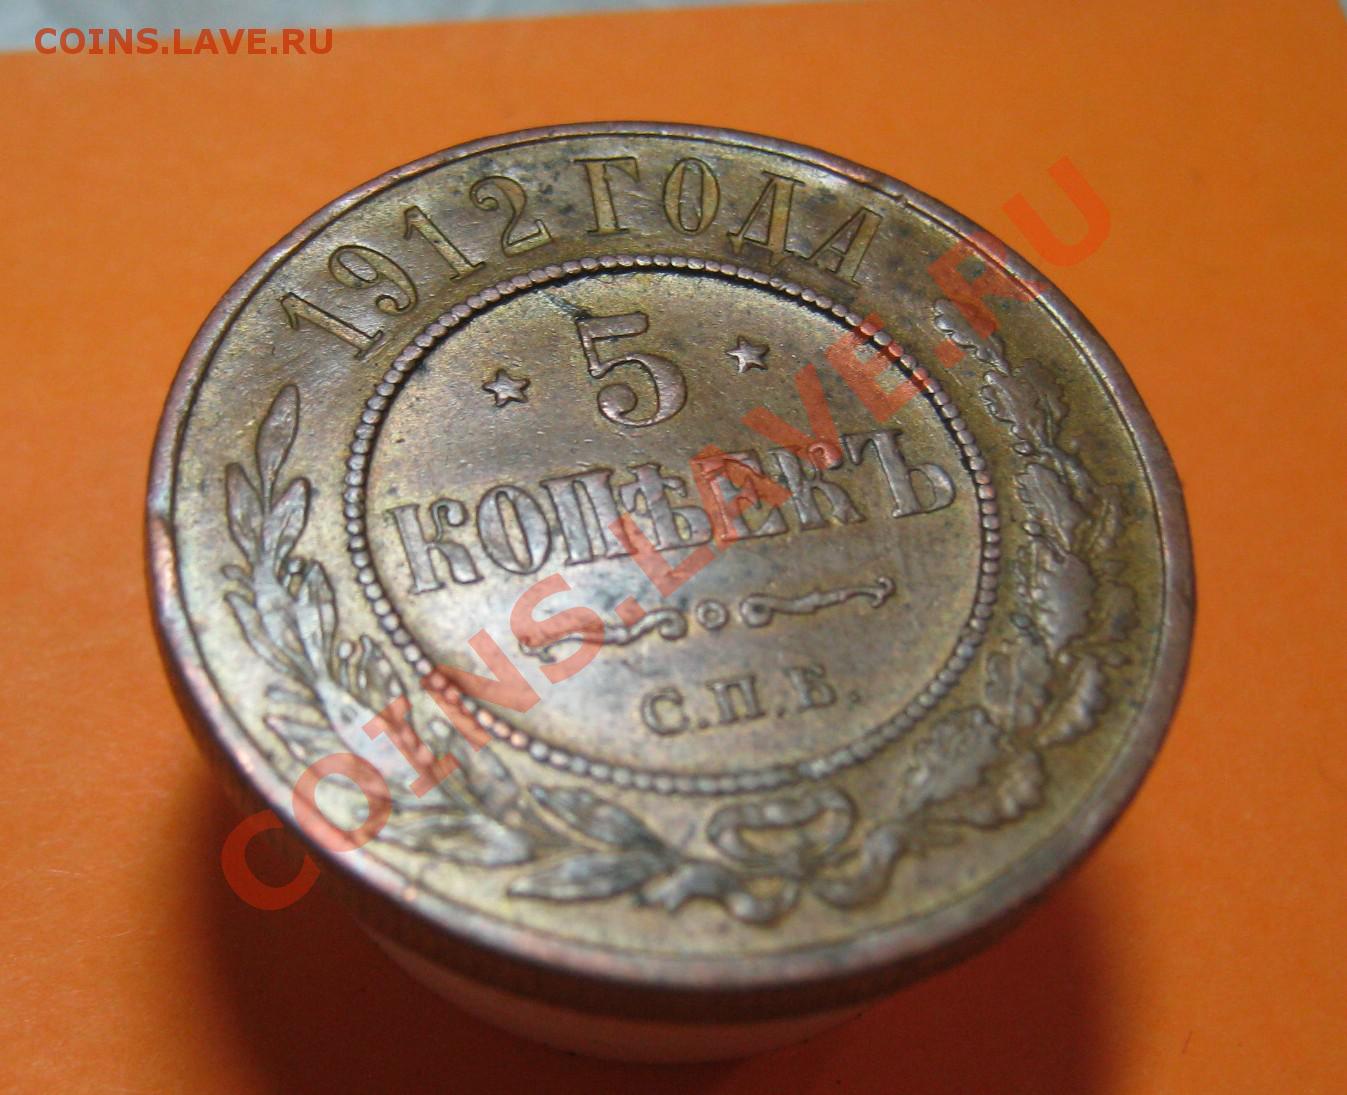 COINS.LAVE.RU
1912 ГОДА
5
КОПѢЕКЪ
С.П.Б.
COINS.LAVE.RU